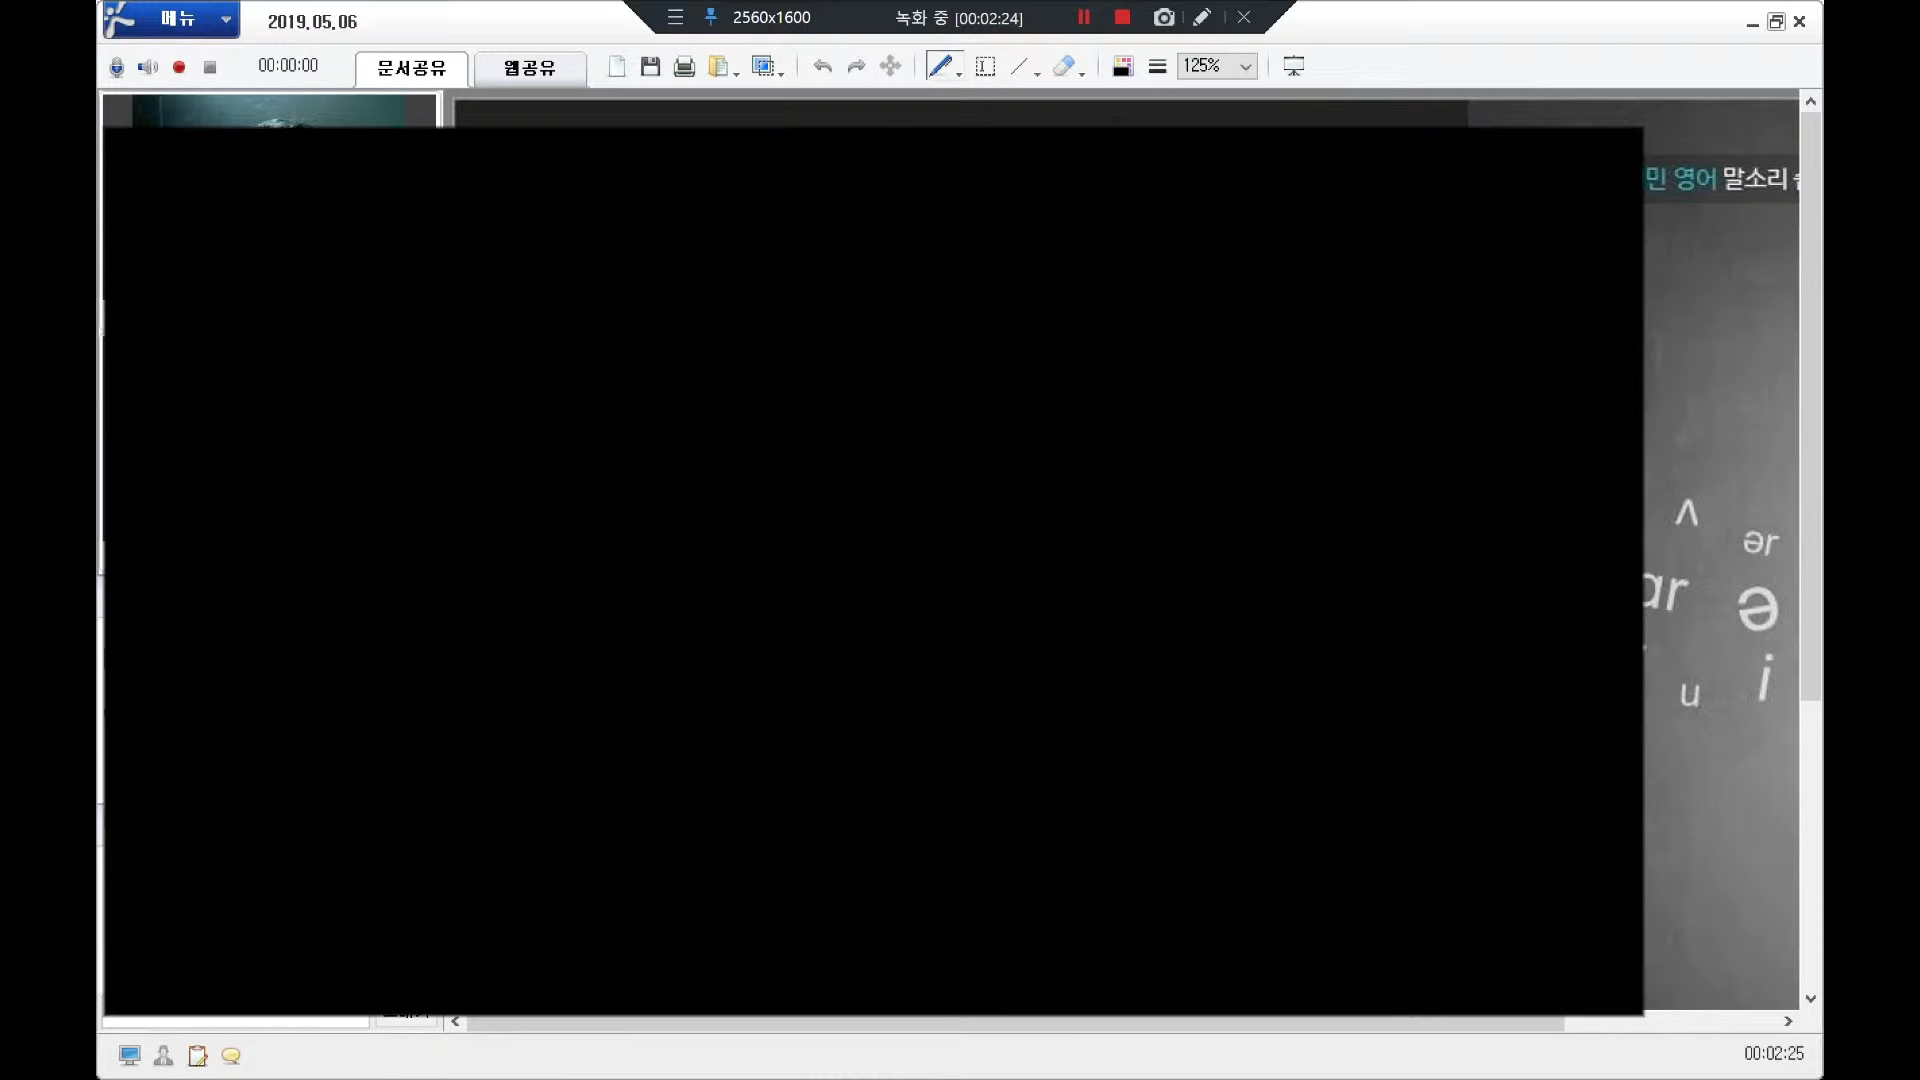 메뉴
2019.05.06
2560x1600
녹화 중 [00:02:24]
00:00:00
문서공유
웹공유
125%
민 영어 말소리
ʌ
ər
ɑr
ə
u
i
00:02:25